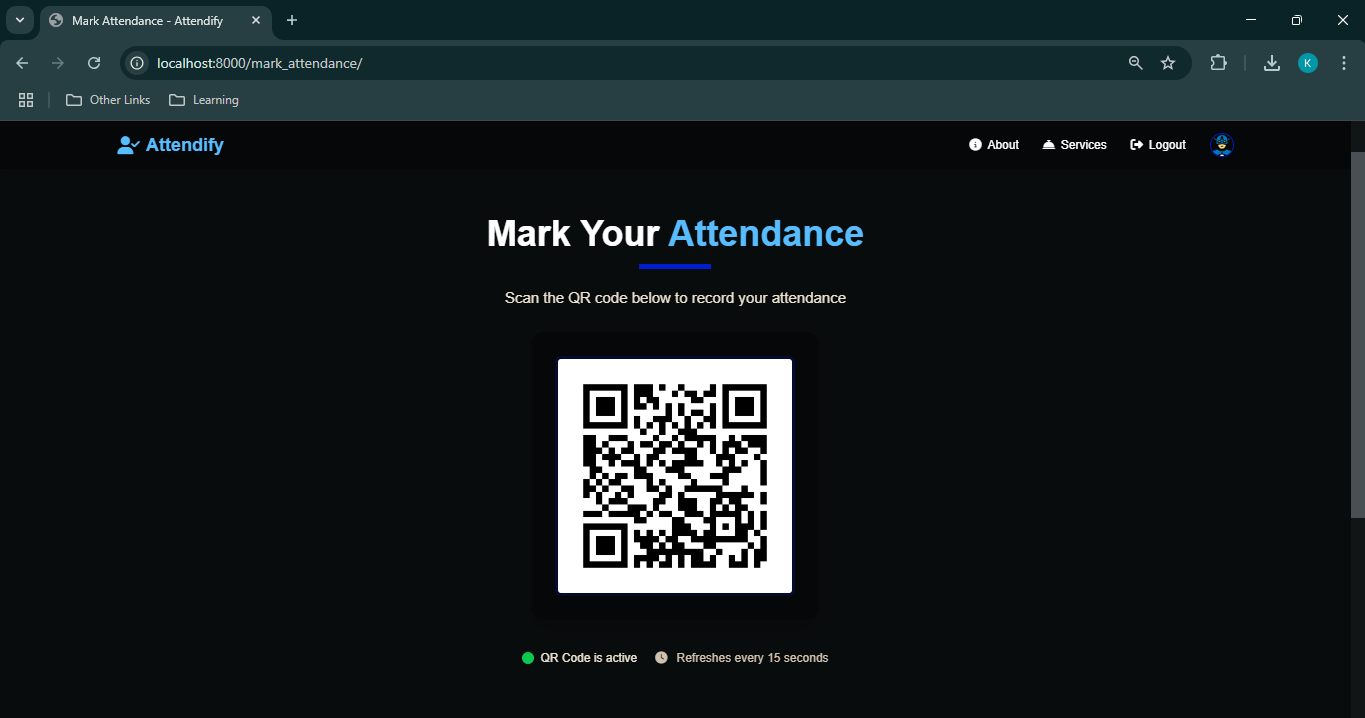 Mark Attendance - Attendify
localhost:8000/mark_attendance/
K
Other Links
Learning
Attendify
About
Services
Logout
Mark Your Attendance
Scan the QR code below to record your attendance
QR Code is active
Refreshes every 15 seconds